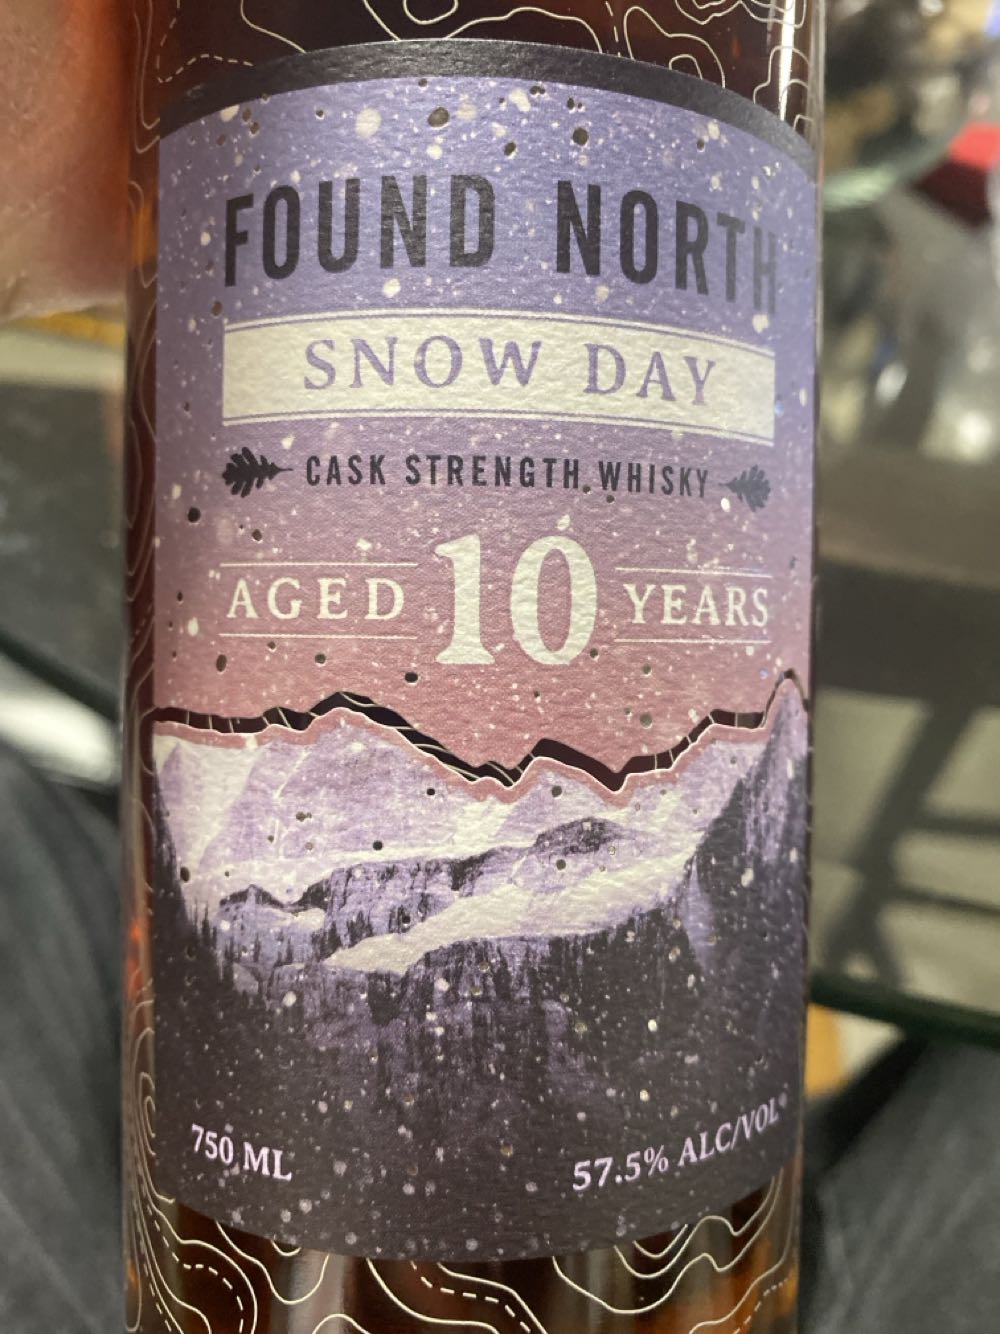 FOUND NORTH
SNOW DAY
CASK STRENGTH WHISKY
AGED 10 YEARS
750 ML
57.5% ALC/VOL